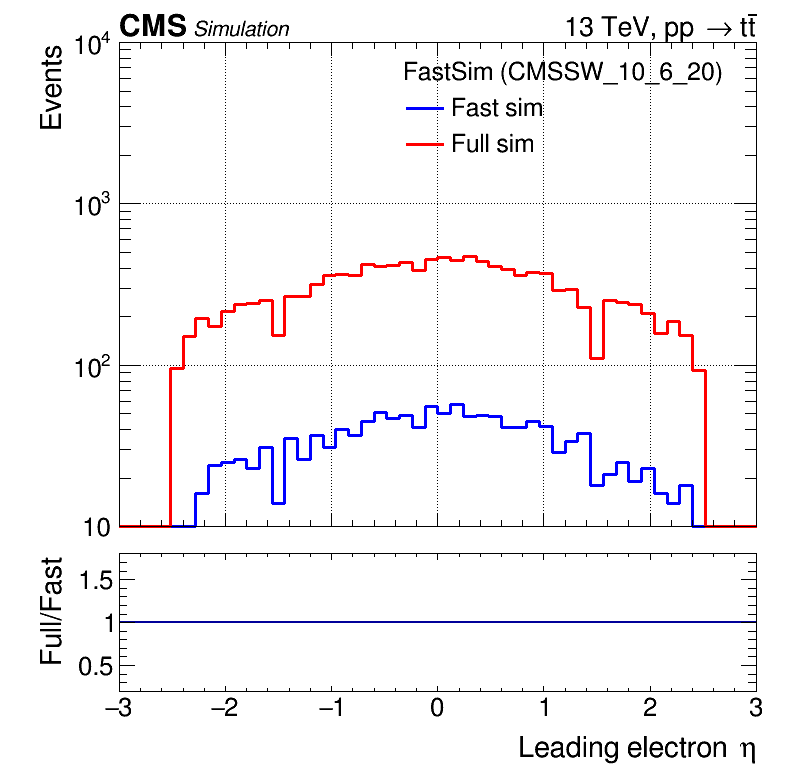 CMS Simulation 13 TeV, pp → tt̄
Events
10⁴
10³
10²
10
FastSim (CMSSW_10_6_20)
Fast sim
Full sim
Full/Fast
1.5
1
0.5
−3 −2 −1 0 1 2 3
Leading electron η